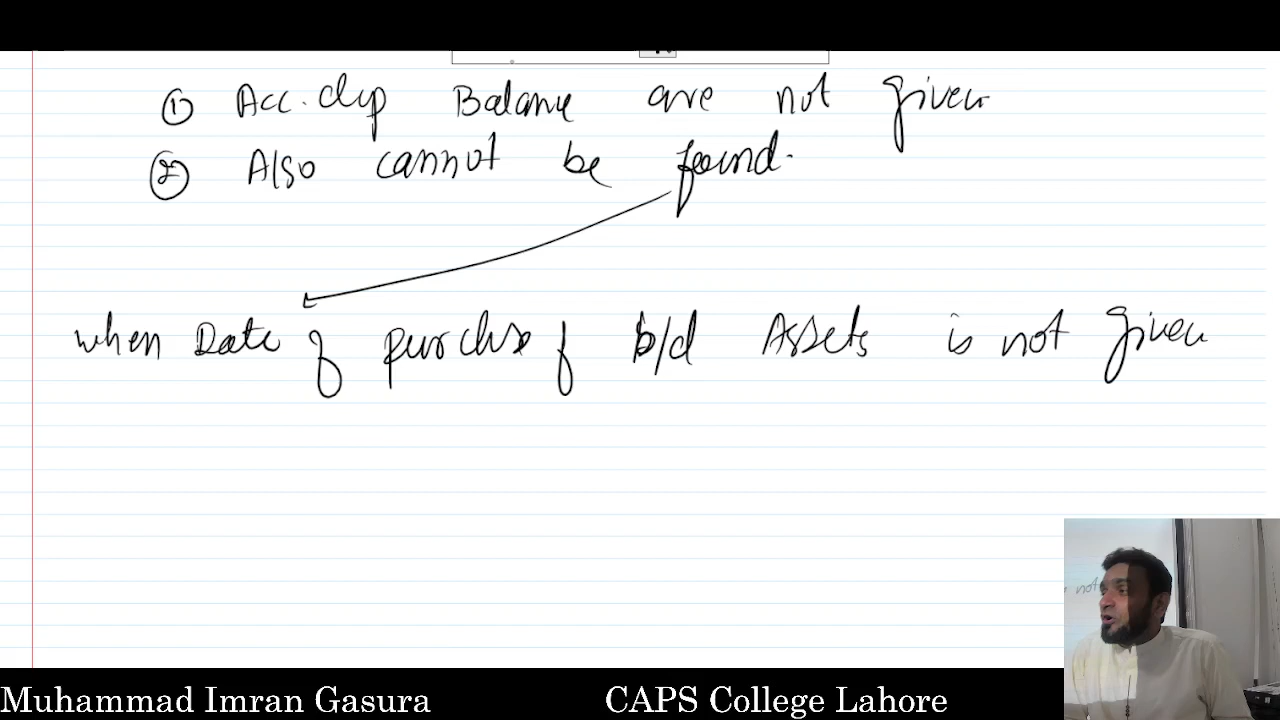 ① Acc. dep Balance are not given
② Also cannot be found.
when Date of purchse of b/d Assets is not given
Muhammad Imran Gasura CAPS College Lahore